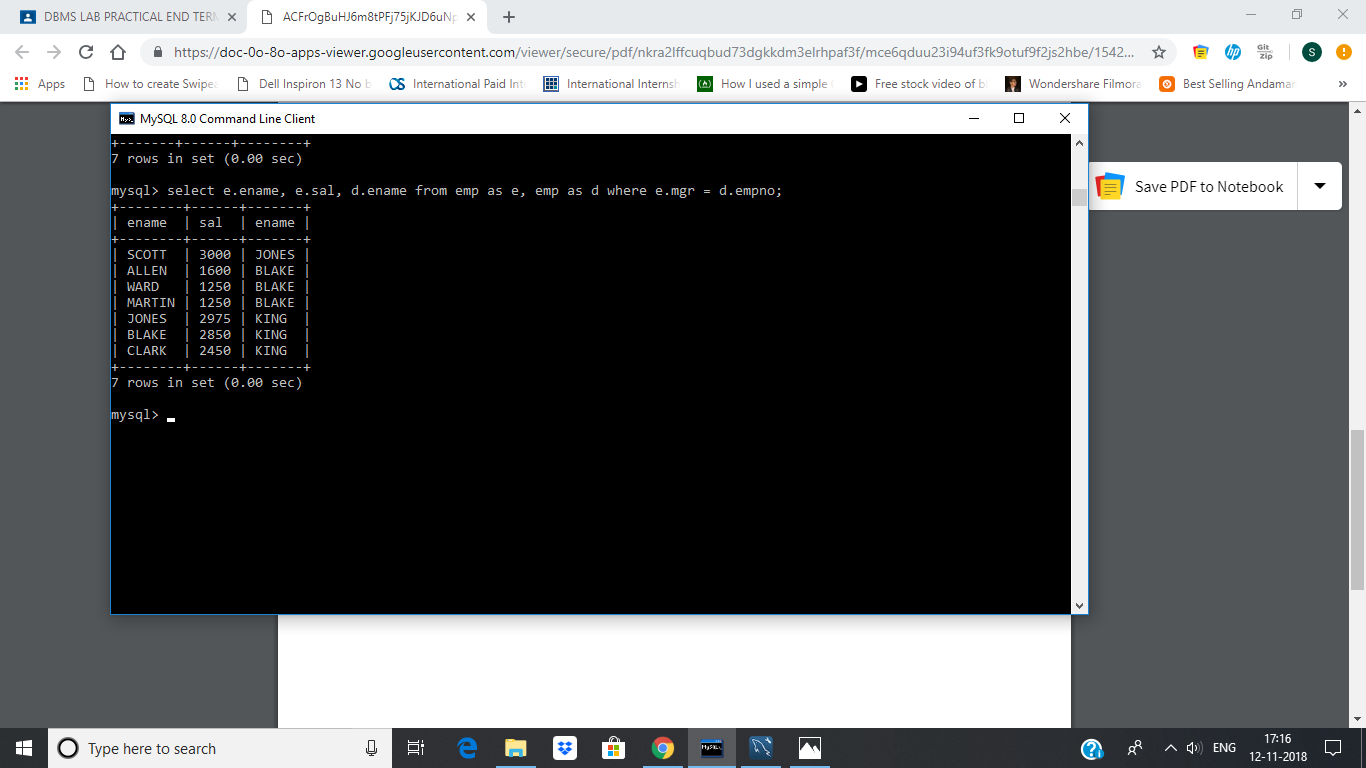 DBMS LAB PRACTICAL END TERM
ACFrOgBuHJ6m8tPFj75jKJD6uNp
https://doc-0o-8o-apps-viewer.googleusercontent.com/viewer/secure/pdf/nkra2lffcuqbud73dgkkdm3elrhpaf3f/mce6qduu23i94uf3fk9otuf9f2js2hbe/1542...
hp
Git Zip
S
Apps
How to create Swipea
Dell Inspiron 13 No b
International Paid Int
International Internsh
How I used a simple
Free stock video of b
Wondershare Filmora
Best Selling Andaman
»
MySQL 8.0 Command Line Client
+-------+------+--------+
7 rows in set (0.00 sec)
mysql> select e.ename, e.sal, d.ename from emp as e, emp as d where e.mgr = d.empno;
+--------+------+-------+
| ename | sal | ename |
+--------+------+-------+
| SCOTT | 3000 | JONES |
| ALLEN | 1600 | BLAKE |
| WARD | 1250 | BLAKE |
| MARTIN | 1250 | BLAKE |
| JONES | 2975 | KING |
| BLAKE | 2850 | KING |
| CLARK | 2450 | KING |
+--------+------+-------+
7 rows in set (0.00 sec)
mysql>
Save PDF to Notebook
Type here to search
ENG
17:16
12-11-2018